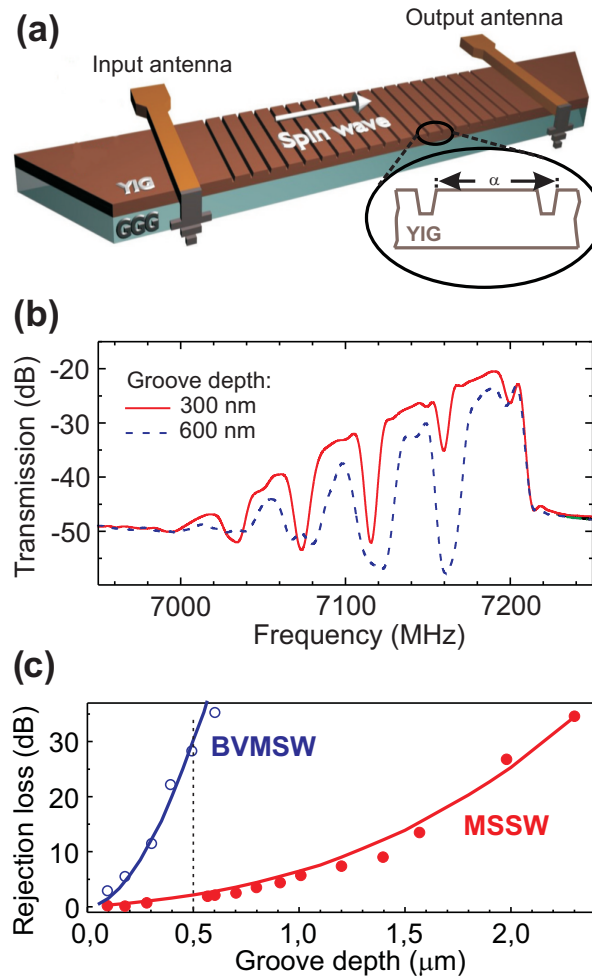 (a)
Output antenna
Input antenna
Spin wave
YIG
GGG
α
YIG
(b)
-20
-30
-40
-50
Transmission (dB)
Groove depth:
300 nm
600 nm
7000
7100
7200
Frequency (MHz)
(c)
30
20
10
0
Rejection loss (dB)
BVMSW
MSSW
0,0
0,5
1,0
1,5
2,0
Groove depth (μm)